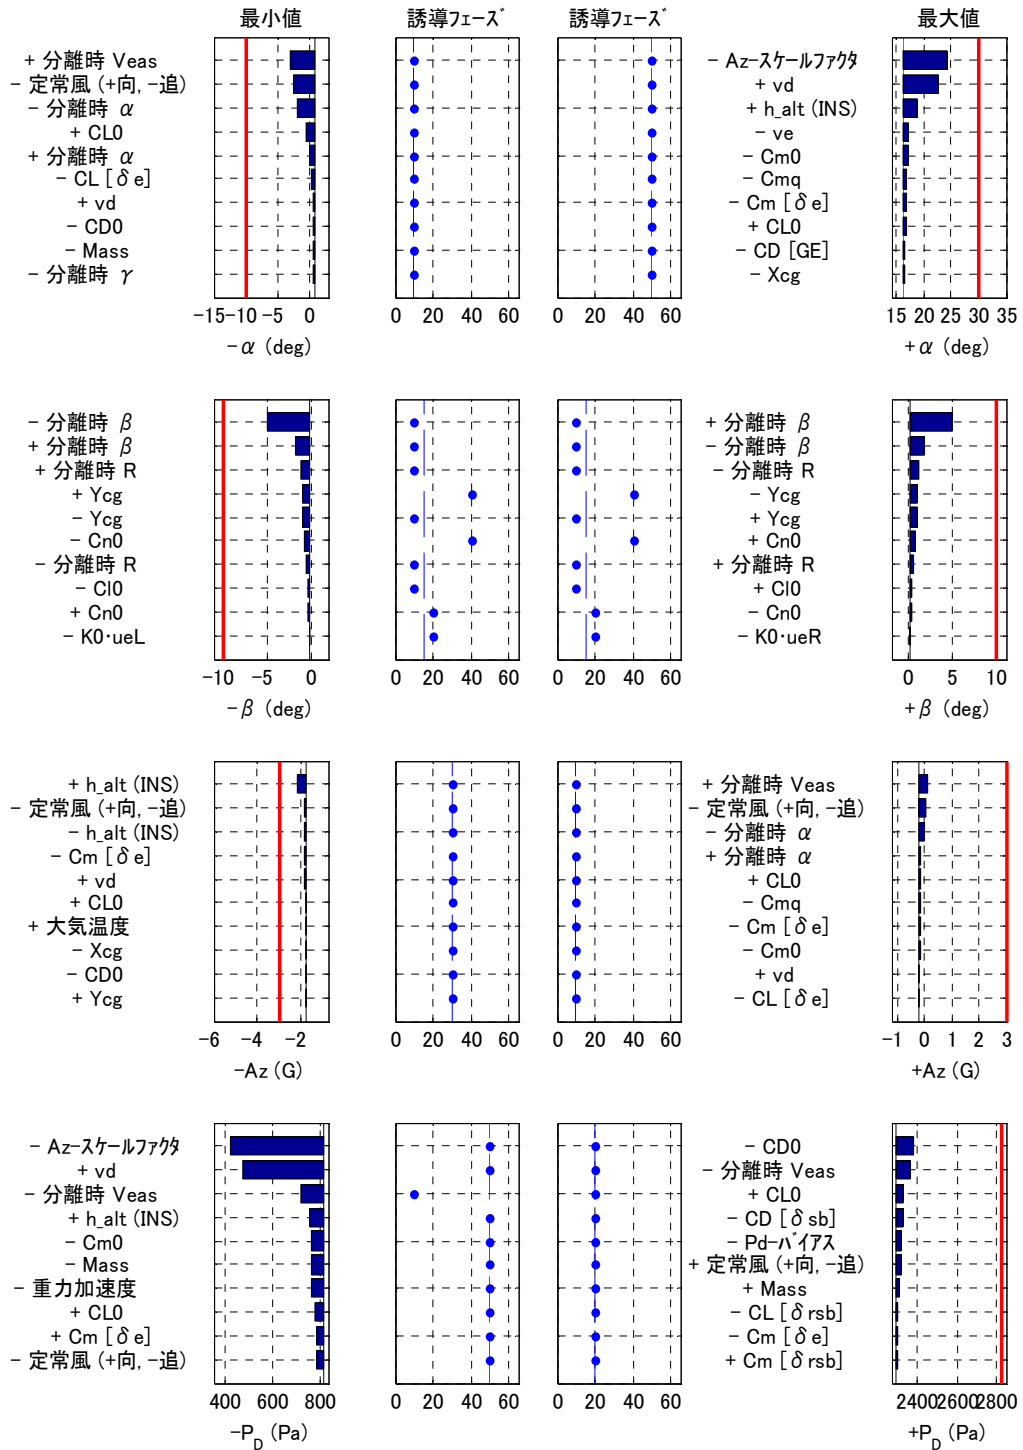 最小値 誘導フェーズ 誘導フェーズ 最大値
+ 分離時 Veas
− 定常風 (+向, −追)
− 分離時 α
+ CL0
+ 分離時 α
− CL [δe]
+ vd
− CD0
− Mass
− 分離時 γ
−15 −10 −5 0
−α (deg)
0 20 40 60
0 20 40 60
− Az−スケールファクタ
+ vd
+ h_alt (INS)
− ve
− Cm0
− Cmq
− Cm [δe]
+ CL0
− CD [GE]
− Xcg
15 20 25 30 35
+α (deg)
− 分離時 β
+ 分離時 β
+ 分離時 R
+ Ycg
− Ycg
− Cn0
− 分離時 R
− Cl0
+ Cn0
− K0·ueL
−10 −5 0
−β (deg)
0 20 40 60
0 20 40 60
+ 分離時 β
− 分離時 β
− 分離時 R
− Ycg
+ Ycg
+ Cn0
+ 分離時 R
+ Cl0
− Cn0
− K0·ueR
0 5 10
+β (deg)
+ h_alt (INS)
− 定常風 (+向, −追)
− h_alt (INS)
− Cm [δe]
+ vd
+ CL0
+ 大気温度
− Xcg
− CD0
+ Ycg
−6 −4 −2
−Az (G)
0 20 40 60
0 20 40 60
+ 分離時 Veas
− 定常風 (+向, −追)
− 分離時 α
+ 分離時 α
+ CL0
− Cmq
− Cm [δe]
− Cm0
+ vd
− CL [δe]
−1 0 1 2 3
+Az (G)
− Az−スケールファクタ
+ vd
− 分離時 Veas
+ h_alt (INS)
− Cm0
− Mass
− 重力加速度
+ CL0
+ Cm [δe]
− 定常風 (+向, −追)
400 600 800
−P_D (Pa)
0 20 40 60
0 20 40 60
− CD0
− 分離時 Veas
+ CL0
− CD [δsb]
− Pd−バイアス
+ 定常風 (+向, −追)
+ Mass
− CL [δrsb]
− Cm [δe]
+ Cm [δrsb]
2400 2600 2800
+P_D (Pa)